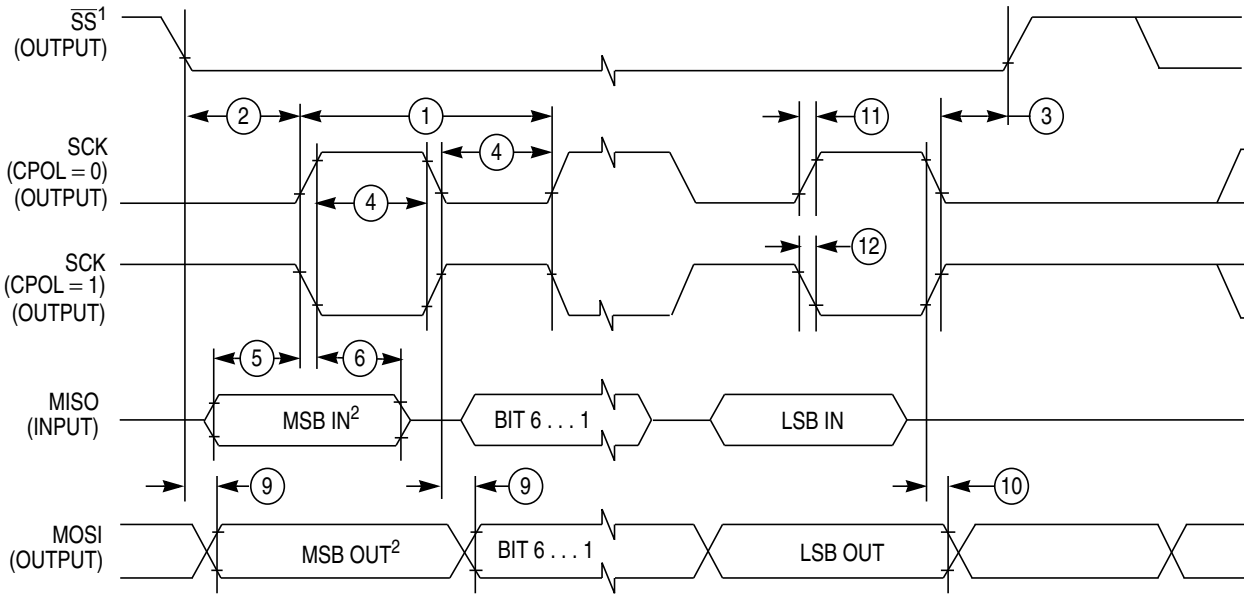 SS¹
(OUTPUT)
2
1
11
3
SCK
(CPOL = 0)
(OUTPUT)
4
4
SCK
(CPOL = 1)
(OUTPUT)
12
5
6
MISO
(INPUT)
MSB IN²
BIT 6 . . . 1
LSB IN
9
9
10
MOSI
(OUTPUT)
MSB OUT²
BIT 6 . . . 1
LSB OUT